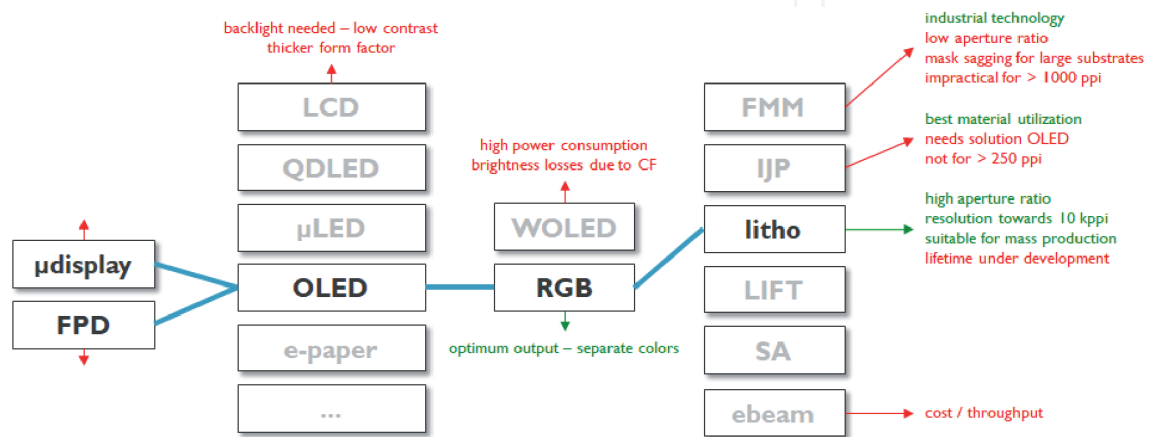 backlight needed – low contrast
thicker form factor
LCD
QDLED
µLED
OLED
e-paper
...
µdisplay
FPD
high power consumption
brightness losses due to CF
WOLED
RGB
optimum output – separate colors
FMM
IJP
litho
LIFT
SA
ebeam
industrial technology
low aperture ratio
mask sagging for large substrates
impractical for > 1000 ppi
best material utilization
needs solution OLED
not for > 250 ppi
high aperture ratio
resolution towards 10 kppi
suitable for mass production
lifetime under development
cost / throughput